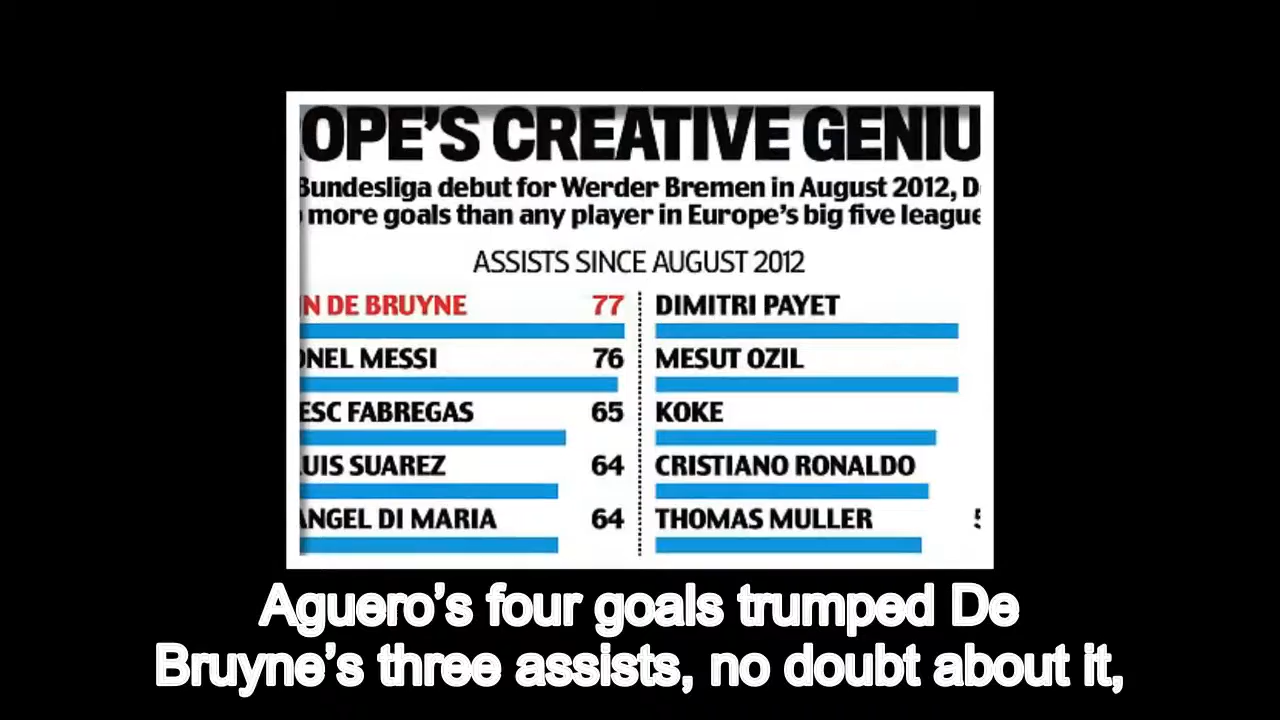 OPE'S CREATIVE GENIU
Bundesliga debut for Werder Bremen in August 2012, D
more goals than any player in Europe's big five league
ASSISTS SINCE AUGUST 2012
IN DE BRUYNE 77
ONEL MESSI 76
ESC FABREGAS 65
UIS SUAREZ 64
ANGEL DI MARIA 64
DIMITRI PAYET
MESUT OZIL
KOKE
CRISTIANO RONALDO
THOMAS MULLER
Aguero’s four goals trumped De
Bruyne’s three assists, no doubt about it,